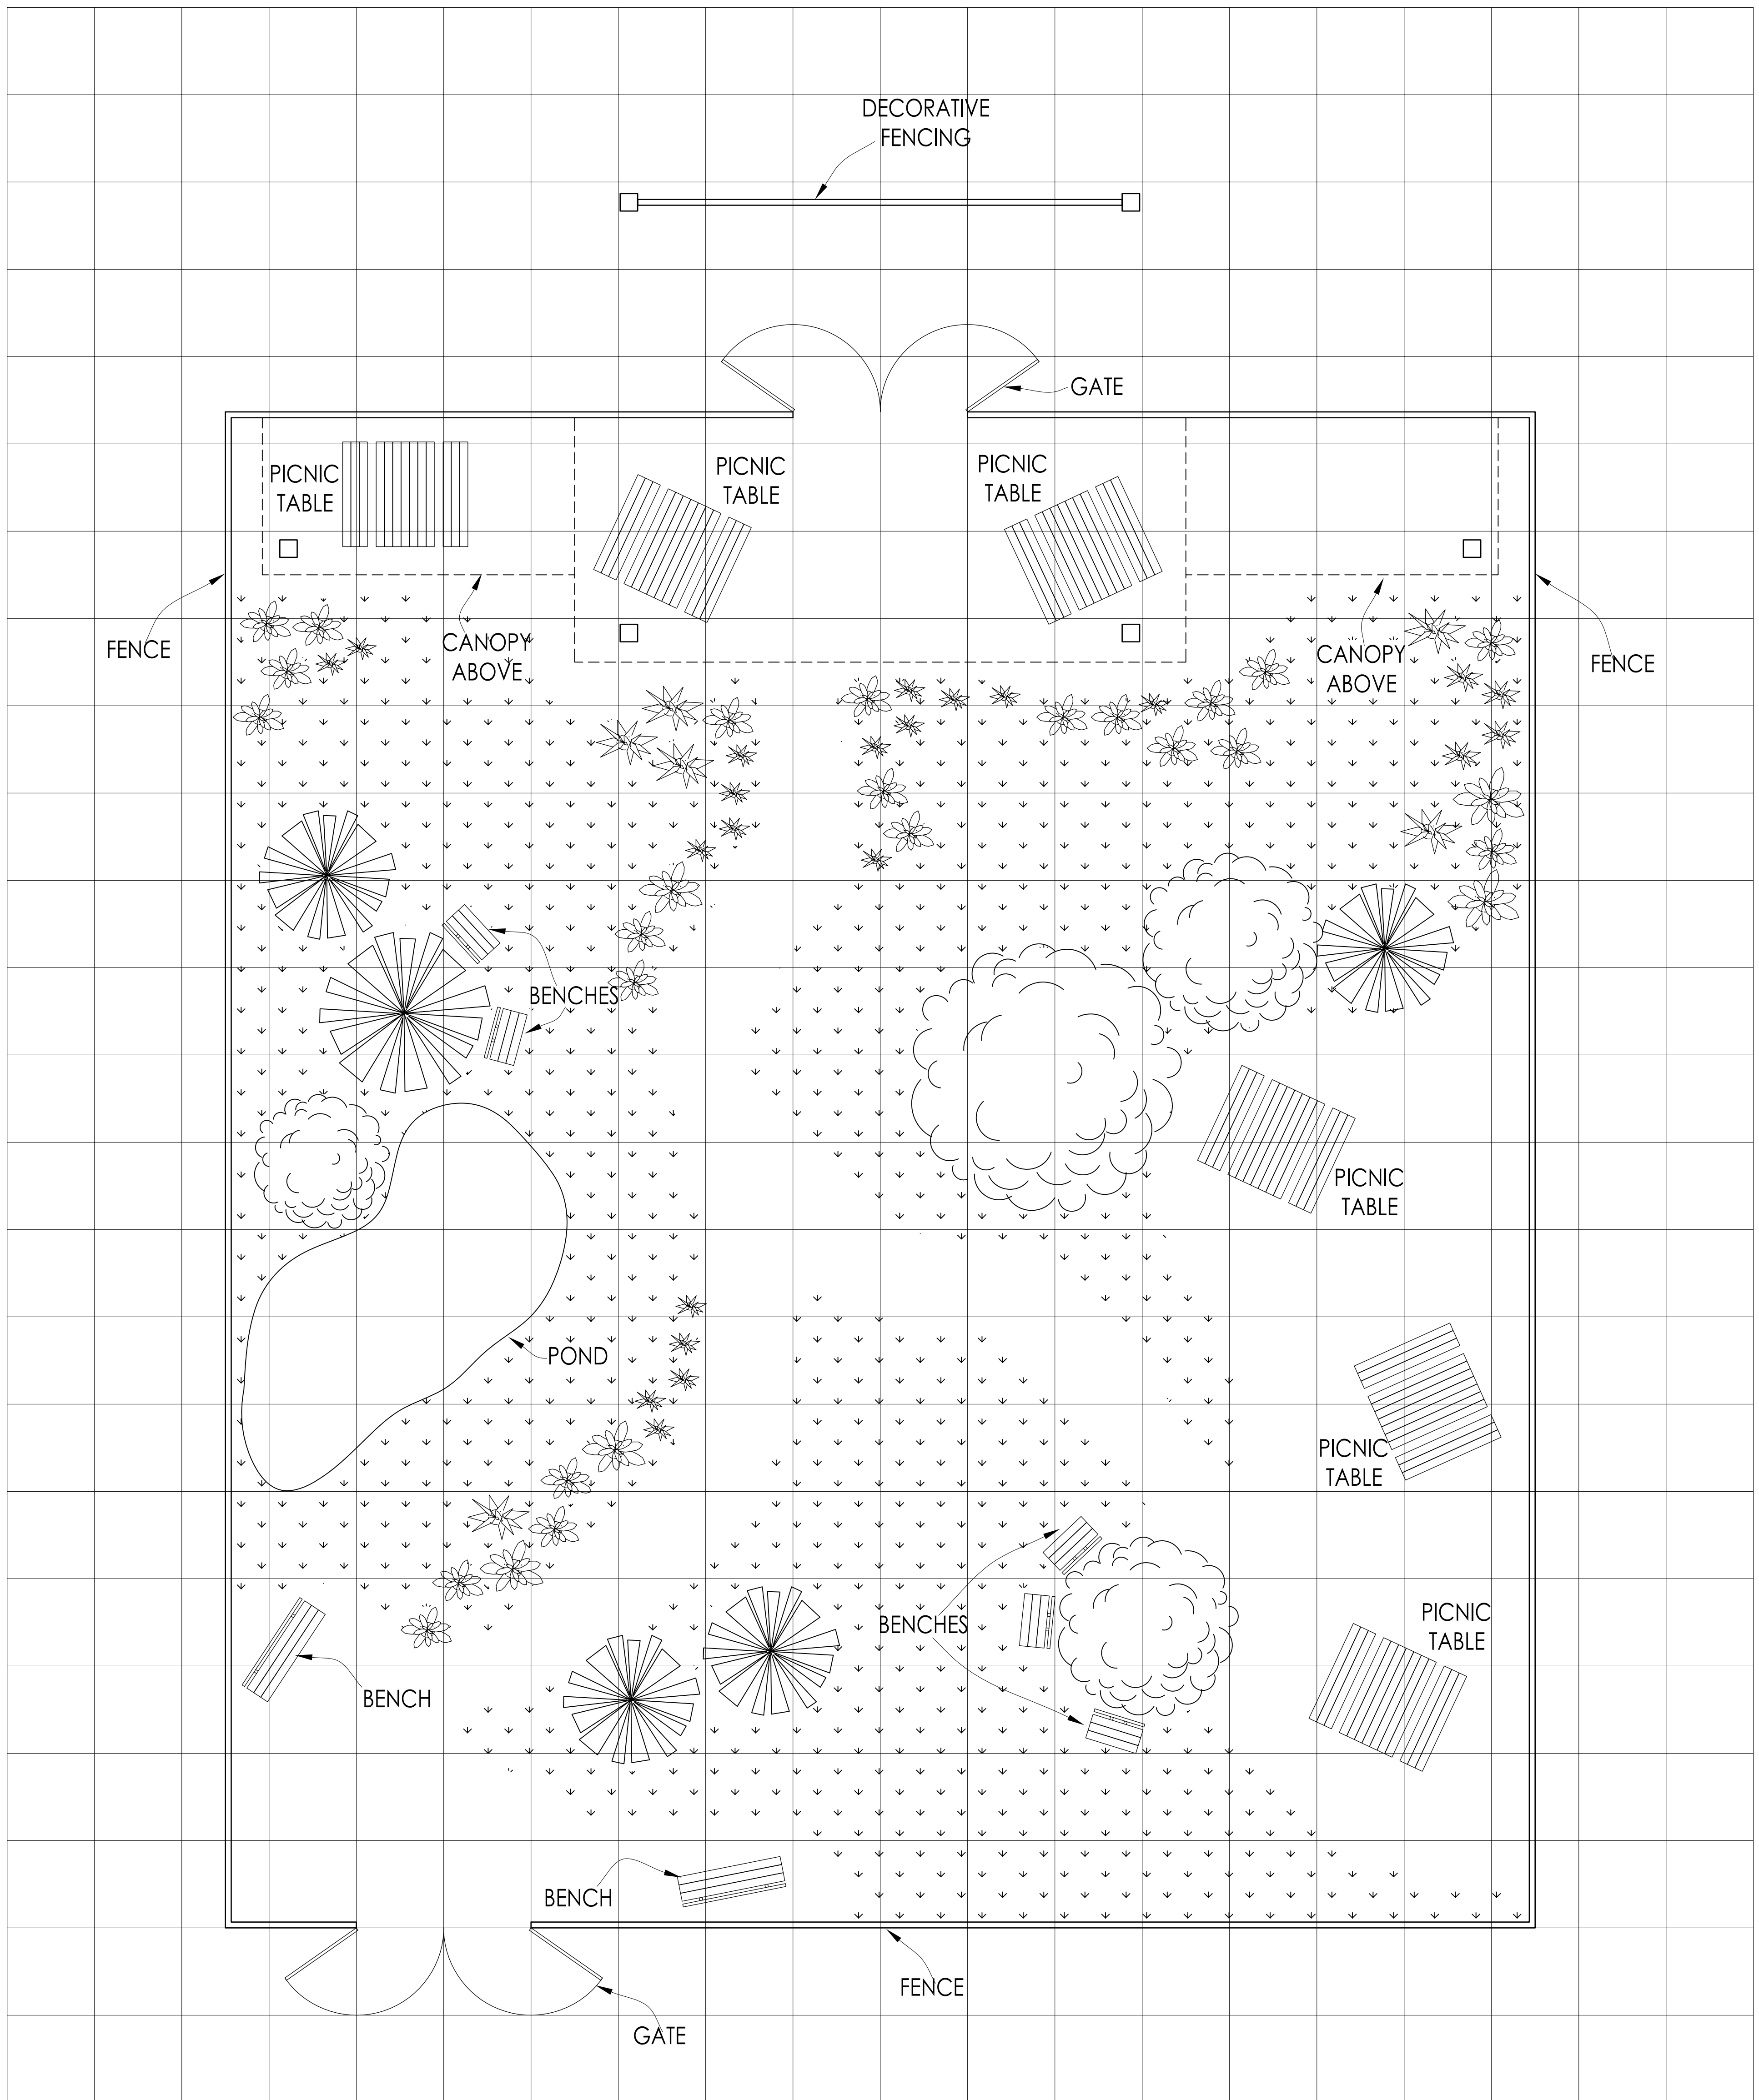 DECORATIVE
FENCING
GATE
PICNIC
TABLE
PICNIC
TABLE
PICNIC
TABLE
FENCE
CANOPY
ABOVE
CANOPY
ABOVE
FENCE
BENCHES
PICNIC
TABLE
POND
PICNIC
TABLE
BENCHES
PICNIC
TABLE
BENCH
BENCH
FENCE
GATE